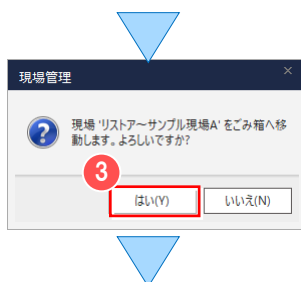 現場管理
現場 'リストア～サンプル現場A' をごみ箱へ移
動します。よろしいですか?
3
はい(Y) いいえ(N)